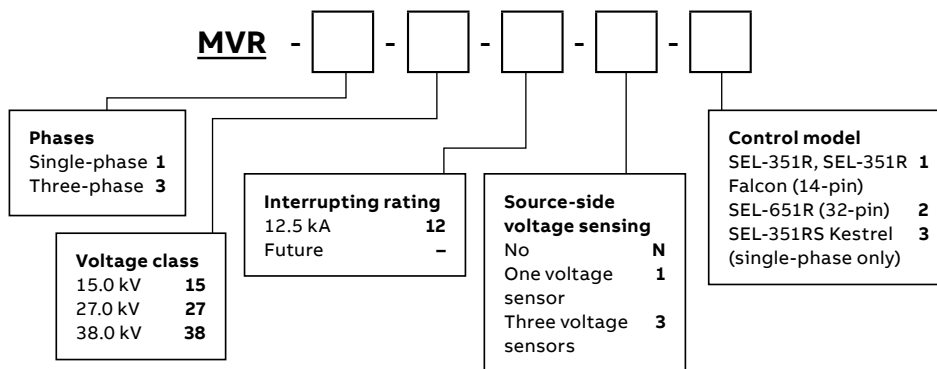 MVR - - - - -
Phases
Single-phase 1
Three-phase 3
Voltage class
15.0 kV 15
27.0 kV 27
38.0 kV 38
Interrupting rating
12.5 kA 12
Future –
Source-side
voltage sensing
No N
One voltage 1
sensor
Three voltage 3
sensors
Control model
SEL-351R, SEL-351R 1
Falcon (14-pin)
SEL-651R (32-pin) 2
SEL-351RS Kestrel 3
(single-phase only)